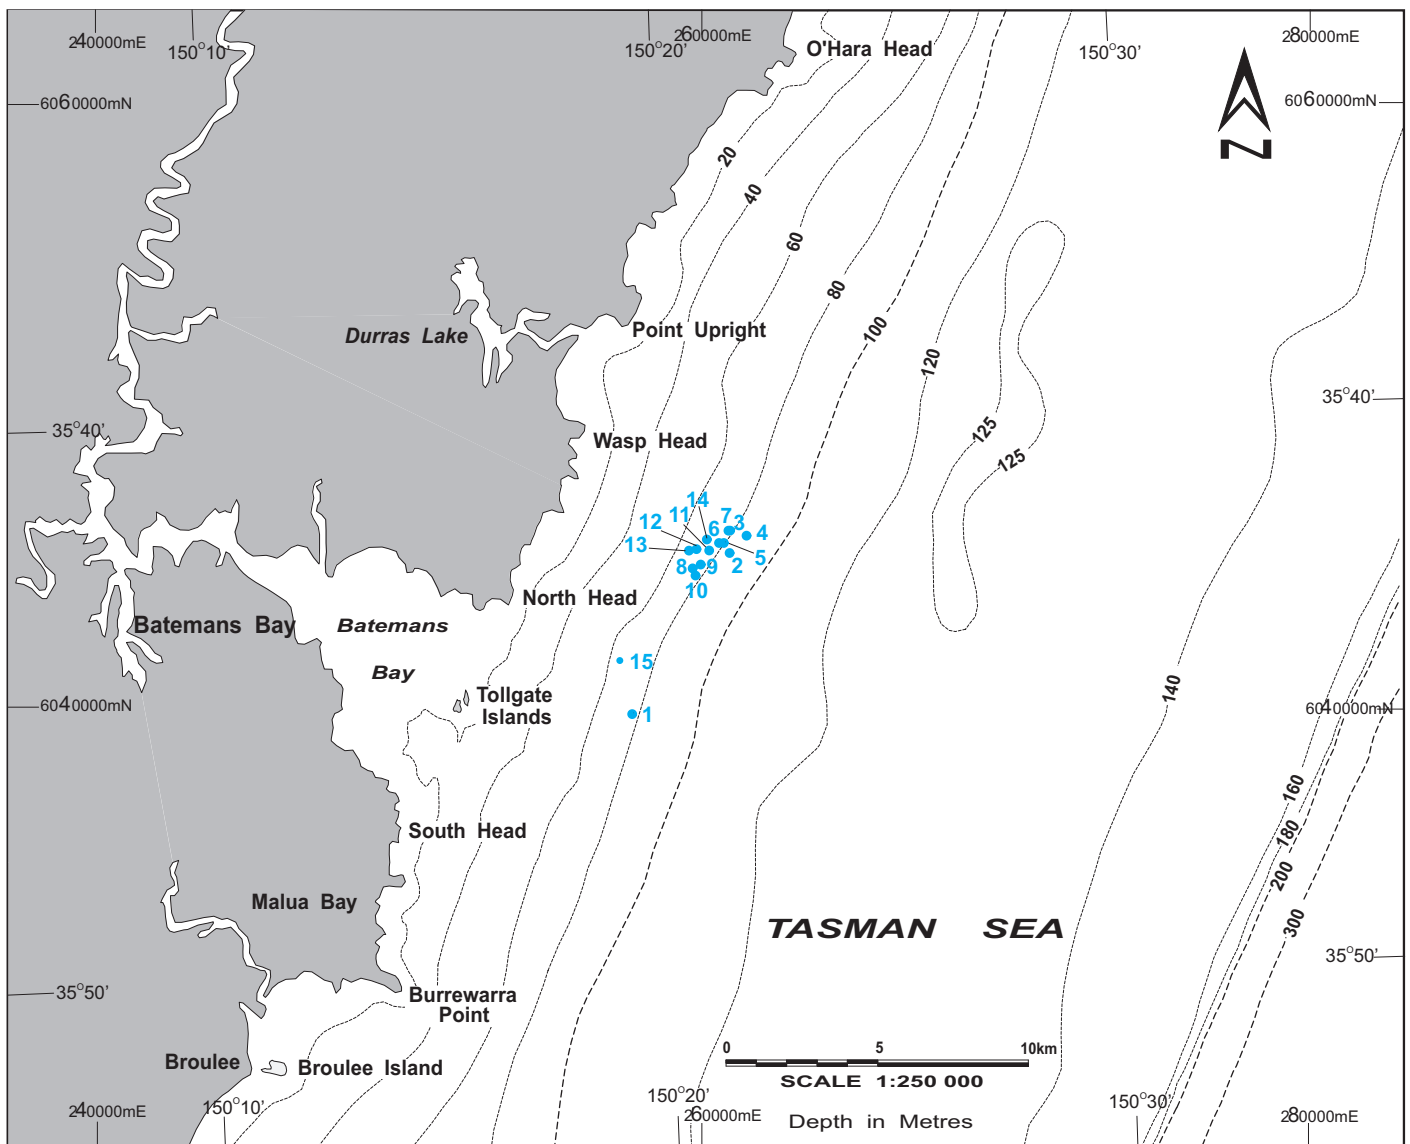 240000mE
150°10'
150°20'
260000mE
O'Hara Head
150°30'
280000mE
6060000mN
6060000mN
N
20
40
60
80
100
120
Durras Lake
Point Upright
35°40'
35°40'
Wasp Head
125
125
14
11
7
12
6
3
4
13
5
8
9
2
10
North Head
Batemans Bay
Batemans
Bay
15
Tollgate
Islands
1
140
6040000mN
6040000mN
160
180
200
300
South Head
Malua Bay
TASMAN SEA
35°50'
35°50'
Burrewarra
Point
Broulee
Broulee Island
0 5 10km
SCALE 1:250 000
Depth in Metres
240000mE
150°10'
150°20'
260000mE
150°30'
280000mE